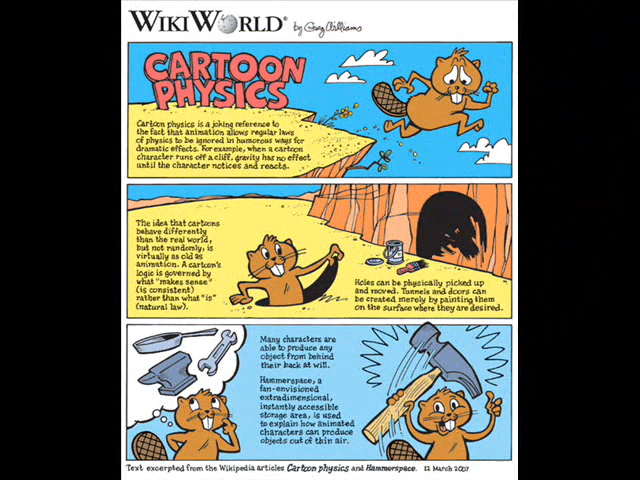 WIKIWORLD® by Greg Williams
CARTOON
PHYSICS
Cartoon physics is a joking reference to
the fact that animation allows regular laws
of physics to be ignored in humorous ways for
dramatic effects. For example, when a cartoon
character runs off a cliff, gravity has no effect
until the character notices and reacts.
The idea that cartoons
behave differently
than the real world,
but not randomly, is
virtually as old as
animation. A cartoon's
logic is governed by
what "makes sense"
(is consistent)
rather than what "is"
(natural law).
Holes can be physically picked up
and moved. Tunnels and doors can
be created merely by painting them
on the surface where they are desired.
Many characters are
able to produce any
object from behind
their back at will.
Hammerspace, a
fan-envisioned
extradimensional,
instantly accessible
storage area, is used
to explain how animated
characters can produce
objects out of thin air.
Text excerpted from the Wikipedia articles Cartoon physics and Hammerspace. 12 March 2007